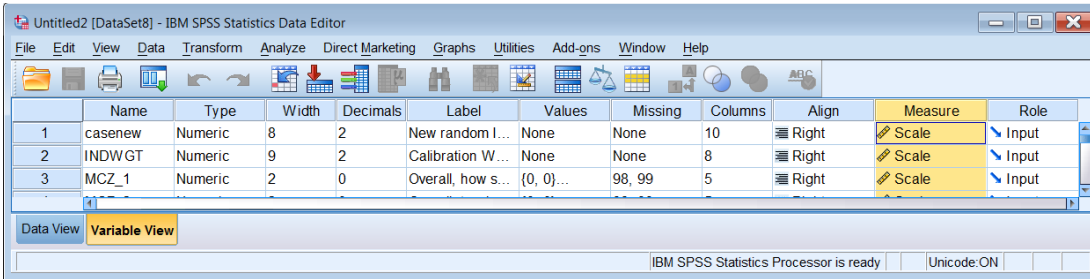 Untitled2 [DataSet8] - IBM SPSS Statistics Data Editor
File Edit View Data Transform Analyze Direct Marketing Graphs Utilities Add-ons Window Help
Name Type Width Decimals Label Values Missing Columns Align Measure Role
1 casenew Numeric 8 2 New random I... None None 10 Right Scale Input
2 INDWGT Numeric 9 2 Calibration W... None None 8 Right Scale Input
3 MCZ_1 Numeric 2 0 Overall, how s... {0, 0}... 98, 99 5 Right Scale Input
Data View Variable View
IBM SPSS Statistics Processor is ready Unicode:ON